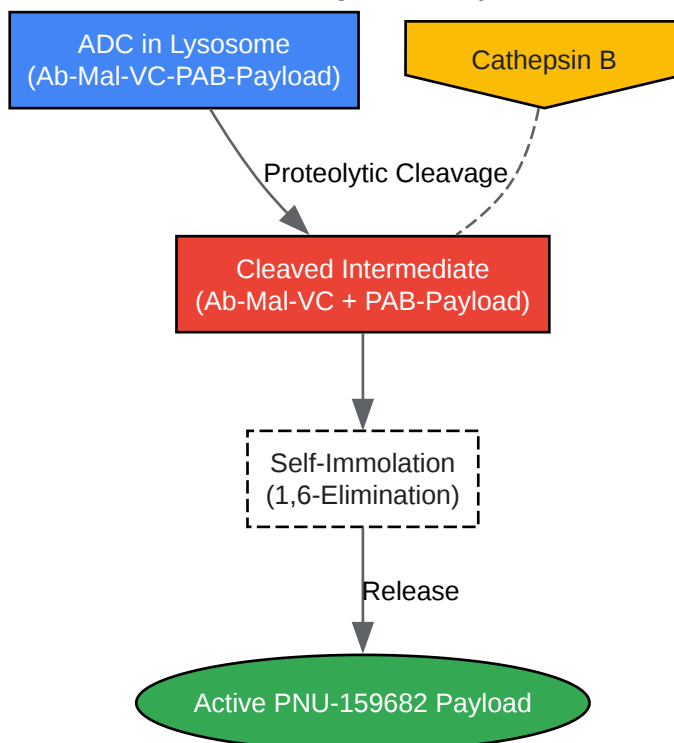 ADC in Lysosome
(Ab-Mal-VC-PAB-Payload)
Cathepsin B
Proteolytic Cleavage
Cleaved Intermediate
(Ab-Mal-VC + PAB-Payload)
Self-Immolation
(1,6-Elimination)
Release
Active PNU-159682 Payload